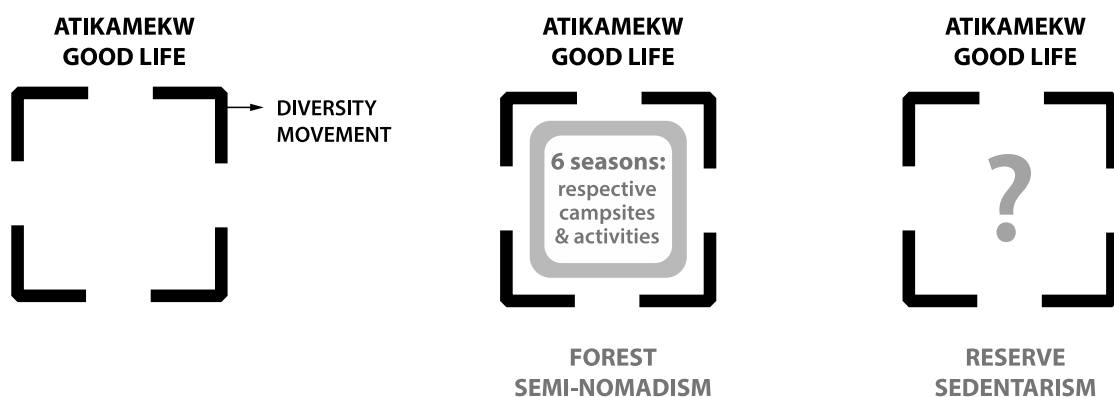 ATIKAMEKW
GOOD LIFE
DIVERSITY
MOVEMENT
ATIKAMEKW
GOOD LIFE
6 seasons:
respective
campsites
& activities
FOREST
SEMI-NOMADISM
ATIKAMEKW
GOOD LIFE
?
RESERVE
SEDENTARISM